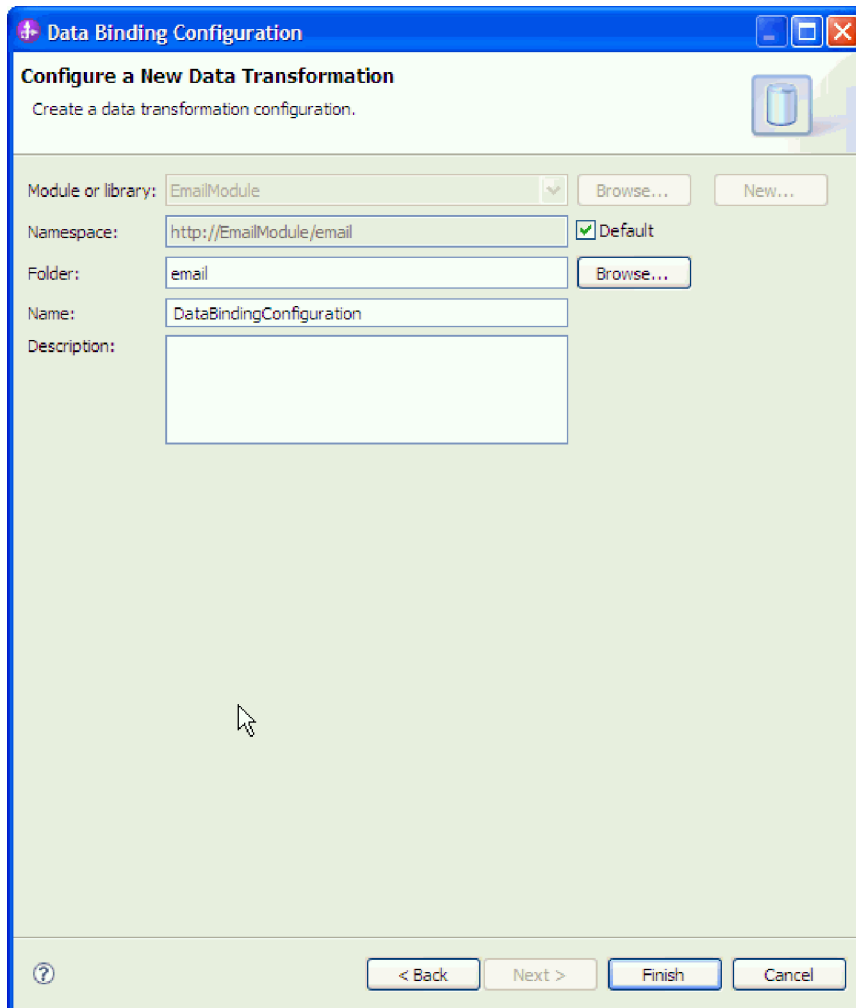 Data Binding Configuration
Configure a New Data Transformation
Create a data transformation configuration.
Module or library: EmailModule Browse... New...
Namespace: http://EmailModule/email Default
Folder: email Browse...
Name: DataBindingConfiguration
Description:
? < Back Next > Finish Cancel